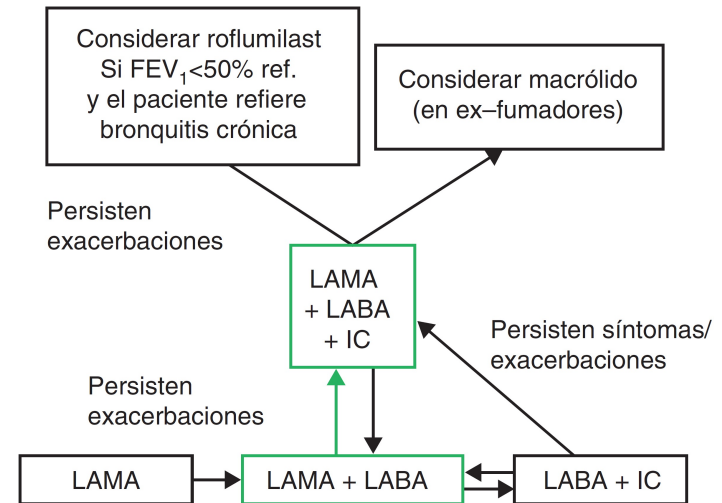 Considerar roflumilast
Si FEV1<50% ref.
y el paciente refiere
bronquitis crónica
Considerar macrólido
(en ex–fumadores)
Persisten
exacerbaciones
LAMA
+ LABA
+ IC
Persisten síntomas/
exacerbaciones
Persisten
exacerbaciones
LAMA
LAMA + LABA
LABA + IC